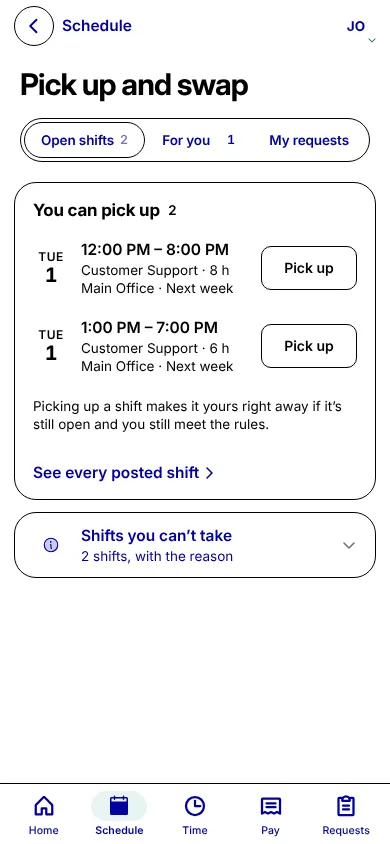 Schedule
JO
Pick up and swap
Open shifts 2
For you 1
My requests
You can pick up 2
TUE
1
12:00 PM – 8:00 PM
Customer Support · 8 h
Main Office · Next week
Pick up
TUE
1
1:00 PM – 7:00 PM
Customer Support · 6 h
Main Office · Next week
Pick up
Picking up a shift makes it yours right away if it’s
still open and you still meet the rules.
See every posted shift
Shifts you can’t take
2 shifts, with the reason
Home
Schedule
Time
Pay
Requests